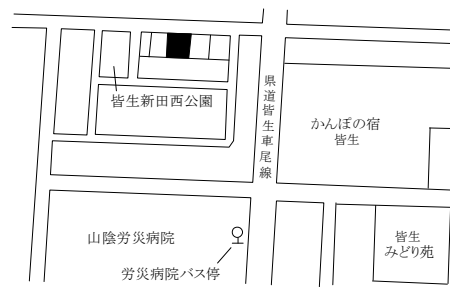 県道皆生車尾線
皆生新田西公園
かんぽの宿
皆生
山陰労災病院
労災病院バス停
皆生
みどり苑